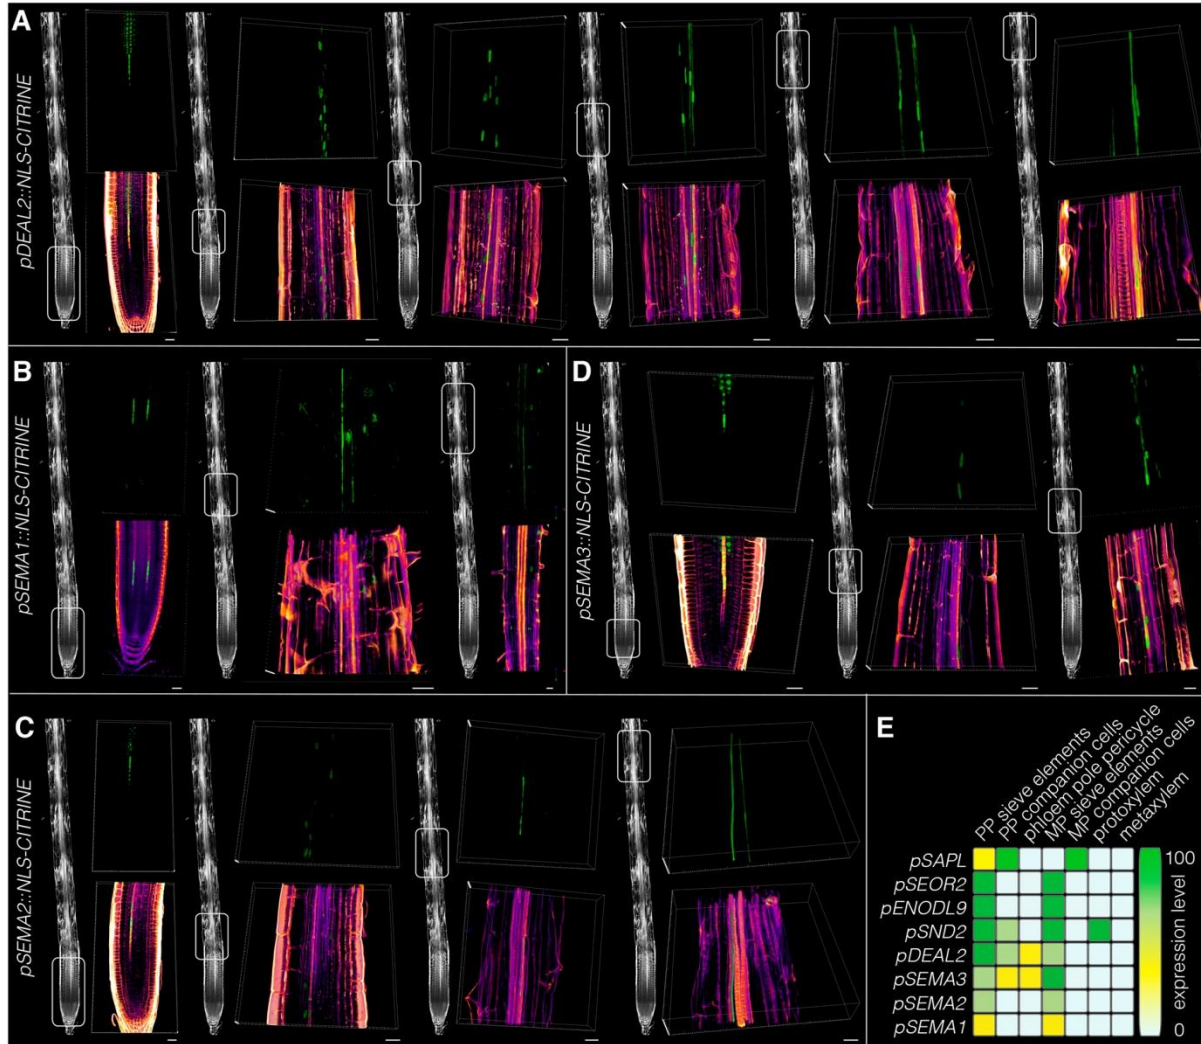 A
pDEAL2::NLS-CITRINE
B
pSEMA1::NLS-CITRINE
D
pSEMA3::NLS-CITRINE
C
pSEMA2::NLS-CITRINE
E
PP sieve elements
PP companion cells
phloem pole pericycle
MP sieve elements
MP companion cells
protoxylem
metaxylem
pSAPL
pSEOR2
pENODL9
pSND2
pDEAL2
pSEMA3
pSEMA2
pSEMA1
100
expression level
0